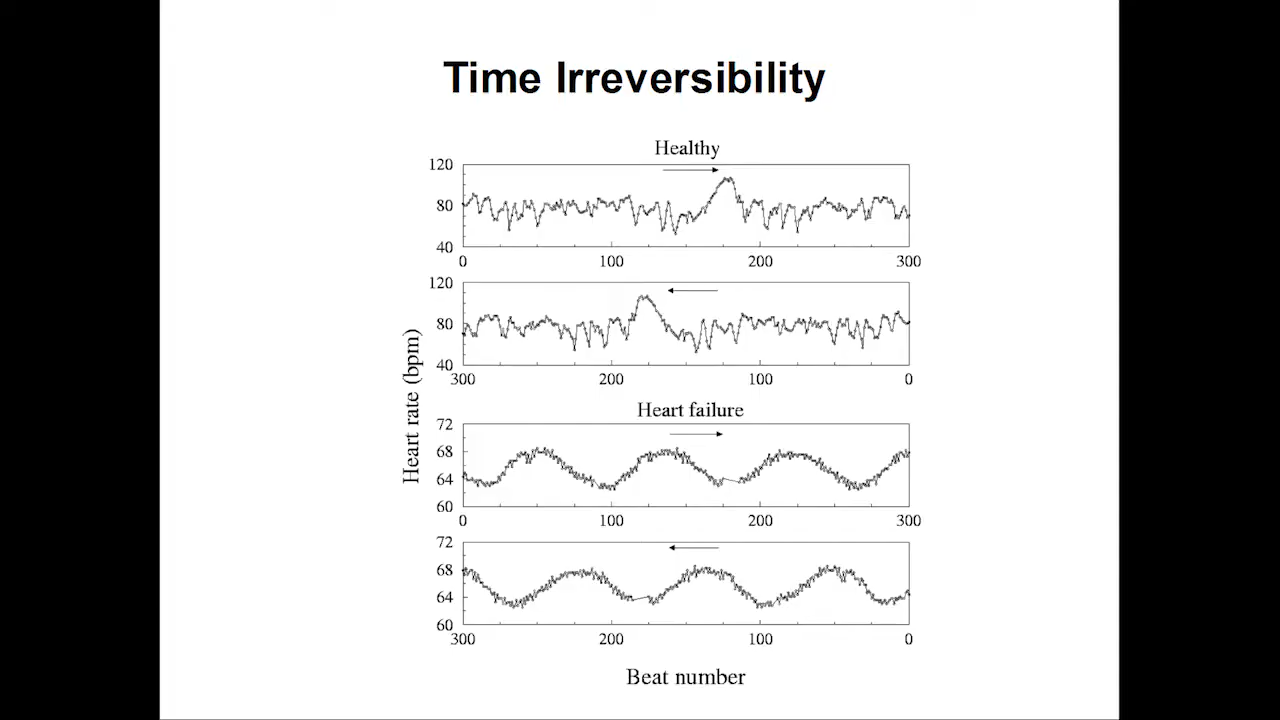 Time Irreversibility
Healthy
120
80
40
0 100 200 300
120
80
40
300 200 100 0
Heart rate (bpm)
Heart failure
72
68
64
60
0 100 200 300
72
68
64
60
300 200 100 0
Beat number